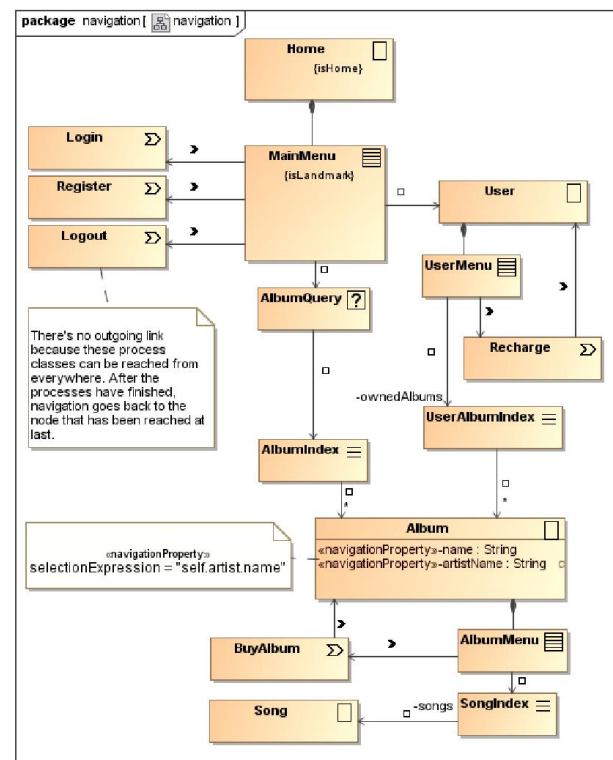 package navigation [ navigation ]
Home
{isHome}
Login
MainMenu
{isLandmark}
Register
User
Logout
UserMenu
AlbumQuery ?
There's no outgoing link
because these process
classes can be reached from
everywhere. After the
processes have finished,
navigation goes back to the
node that has been reached at
last.
Recharge
-ownedAlbums
UserAlbumIndex
AlbumIndex
*
*
Album
«navigationProperty»-name : String
«navigationProperty»-artistName : String
«navigationProperty»
selectionExpression = "self.artist.name"
BuyAlbum
AlbumMenu
Song
-songs
SongIndex